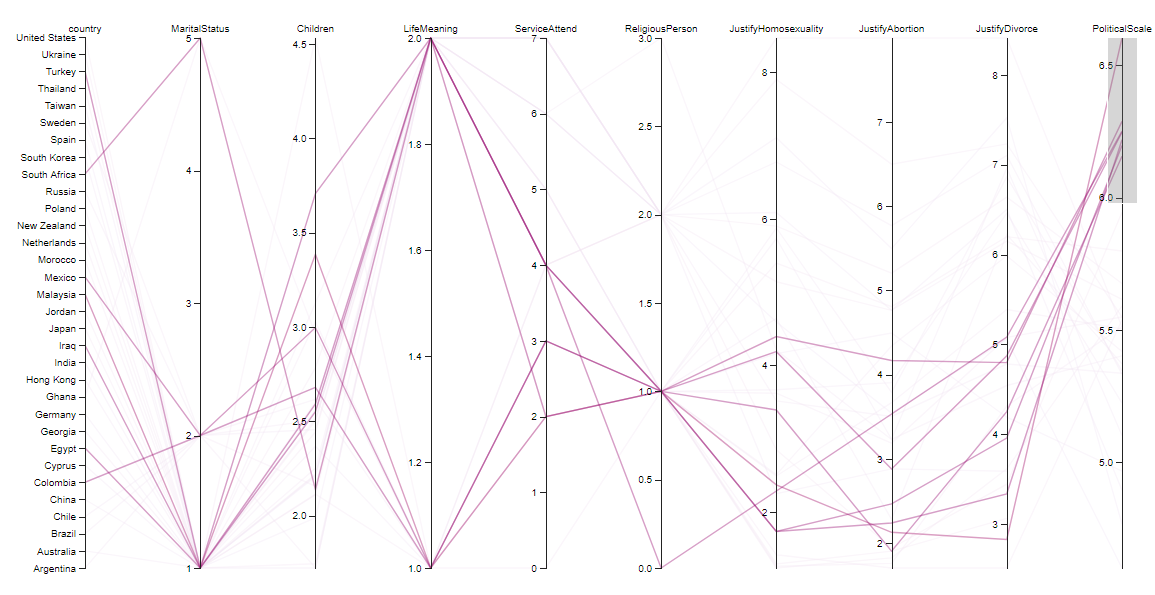 country MaritalStatus Children LifeMeaning ServiceAttend ReligiousPerson JustifyHomosexuality JustifyAbortion JustifyDivorce PoliticalScale
United States
Ukraine
Turkey
Thailand
Taiwan
Sweden
Spain
South Korea
South Africa
Russia
Poland
New Zealand
Netherlands
Morocco
Mexico
Malaysia
Jordan
Japan
Iraq
India
Hong Kong
Ghana
Germany
Georgia
Egypt
Cyprus
Colombia
China
Chile
Brazil
Australia
Argentina
5
4
3
2
1
4.5
4.0
3.5
3.0
2.5
2.0
2.0
1.8
1.6
1.4
1.2
1.0
7
6
5
4
3
2
1
0
3.0
2.5
2.0
1.5
1.0
0.5
0.0
8
6
4
2
7
6
5
4
3
2
8
7
6
5
4
3
6.5
6.0
5.5
5.0